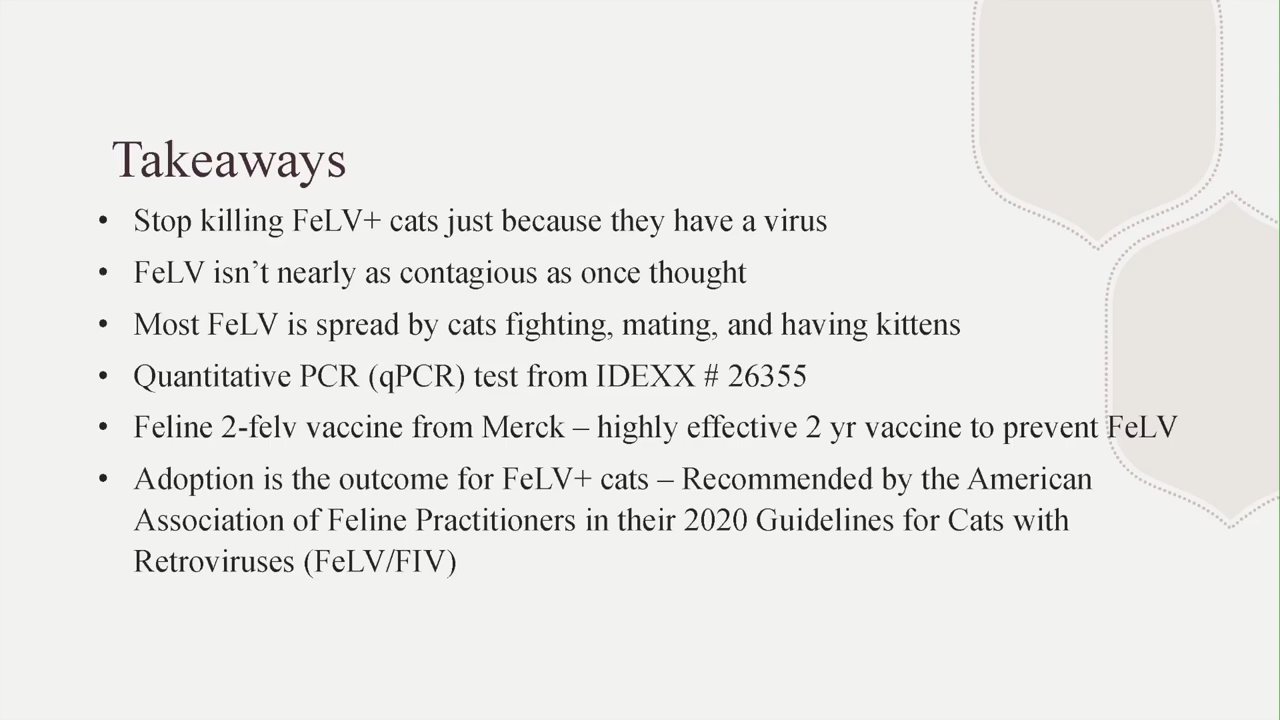 Takeaways
• Stop killing FeLV+ cats just because they have a virus
• FeLV isn’t nearly as contagious as once thought
• Most FeLV is spread by cats fighting, mating, and having kittens
• Quantitative PCR (qPCR) test from IDEXX # 26355
• Feline 2-felv vaccine from Merck – highly effective 2 yr vaccine to prevent FeLV
• Adoption is the outcome for FeLV+ cats – Recommended by the American
Association of Feline Practitioners in their 2020 Guidelines for Cats with
Retroviruses (FeLV/FIV)